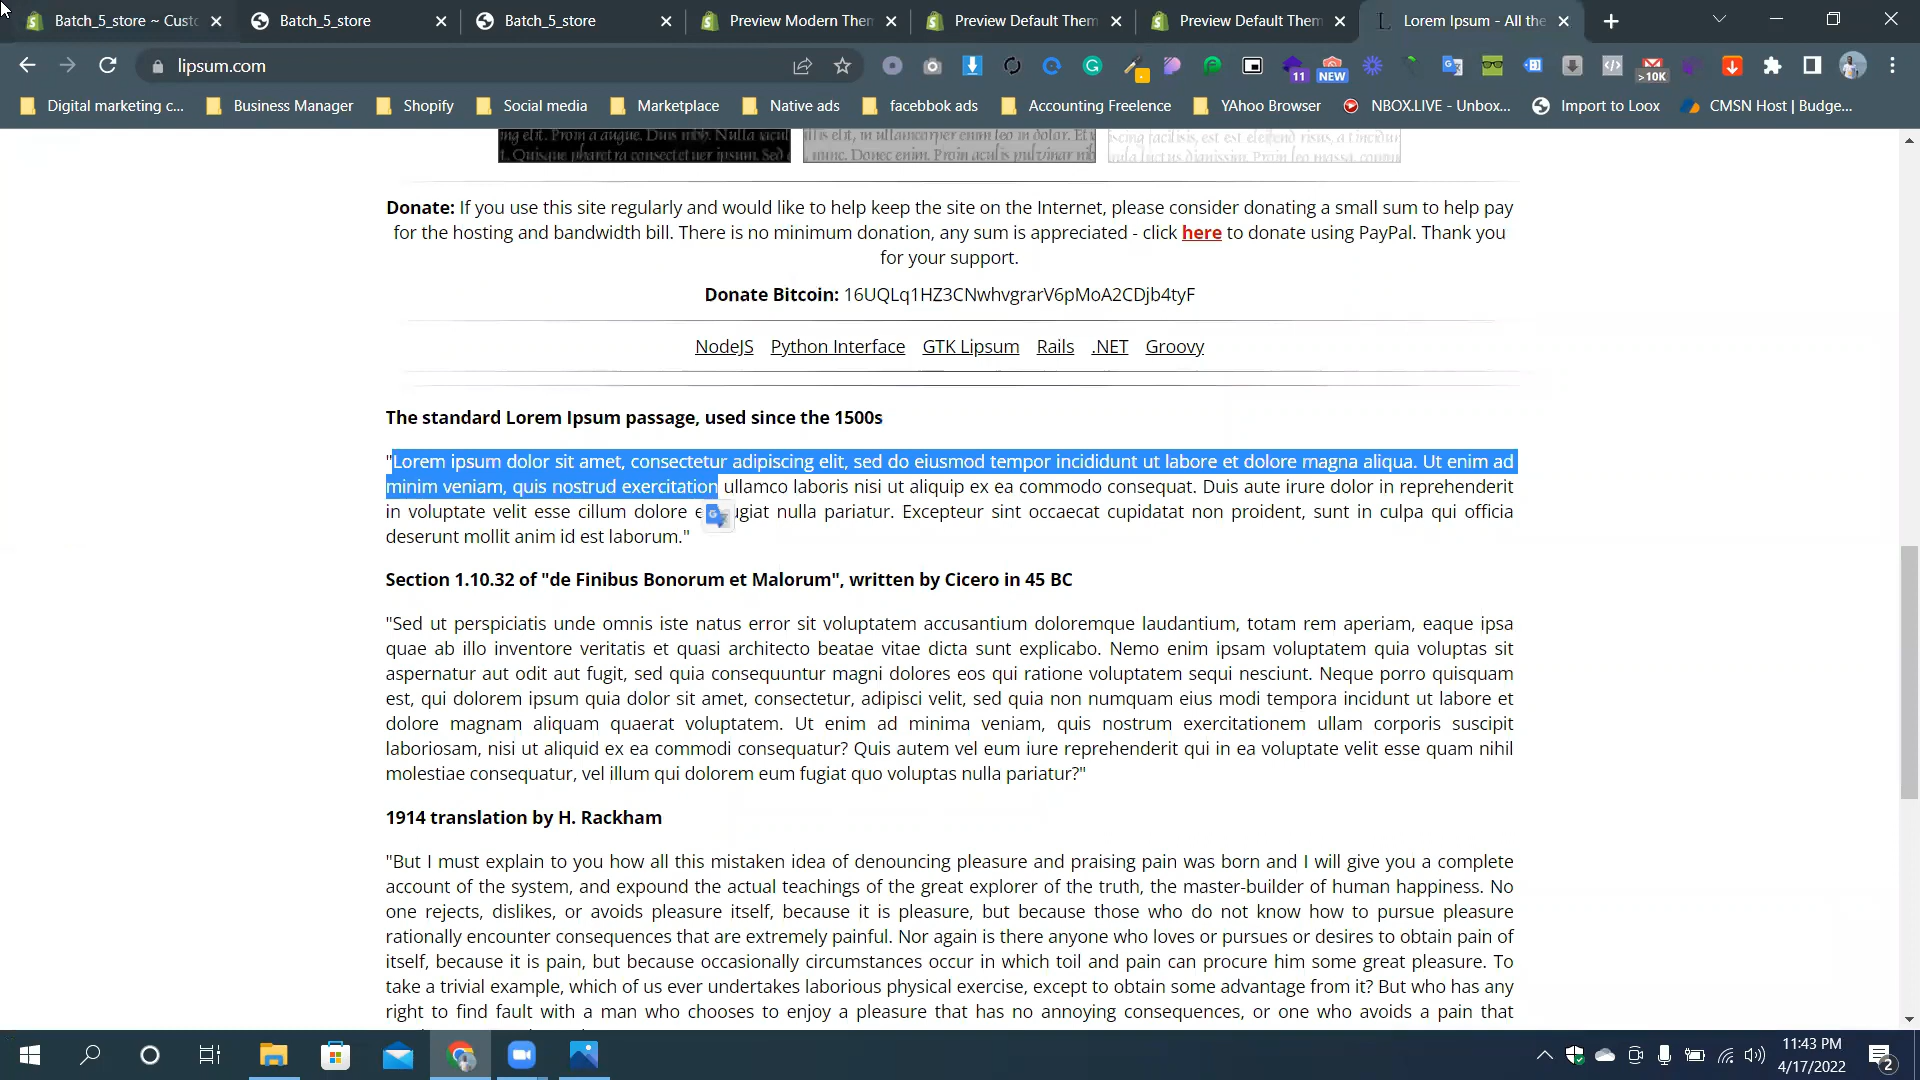 Batch_5_store ~ Custo
Batch_5_store
Batch_5_store
Preview Modern Them
Preview Default Them
Preview Default Them
Lorem Ipsum - All the
lipsum.com
11
NEW
>10K
Digital marketing c...
Business Manager
Shopify
Social media
Marketplace
Native ads
facebbok ads
Accounting Freelence
YAhoo Browser
NBOX.LIVE - Unbox...
Import to Loox
CMSN Host | Budge...
Donate: If you use this site regularly and would like to help keep the site on the Internet, please consider donating a small sum to help pay
for the hosting and bandwidth bill. There is no minimum donation, any sum is appreciated - click here to donate using PayPal. Thank you
for your support.
Donate Bitcoin: 16UQLq1HZ3CNwhvgrarV6pMoA2CDjb4tyF
NodeJS Python Interface GTK Lipsum Rails .NET Groovy
The standard Lorem Ipsum passage, used since the 1500s
"Lorem ipsum dolor sit amet, consectetur adipiscing elit, sed do eiusmod tempor incididunt ut labore et dolore magna aliqua. Ut enim ad
minim veniam, quis nostrud exercitation ullamco laboris nisi ut aliquip ex ea commodo consequat. Duis aute irure dolor in reprehenderit
in voluptate velit esse cillum dolore e ugiat nulla pariatur. Excepteur sint occaecat cupidatat non proident, sunt in culpa qui officia
deserunt mollit anim id est laborum."
Section 1.10.32 of "de Finibus Bonorum et Malorum", written by Cicero in 45 BC
"Sed ut perspiciatis unde omnis iste natus error sit voluptatem accusantium doloremque laudantium, totam rem aperiam, eaque ipsa
quae ab illo inventore veritatis et quasi architecto beatae vitae dicta sunt explicabo. Nemo enim ipsam voluptatem quia voluptas sit
aspernatur aut odit aut fugit, sed quia consequuntur magni dolores eos qui ratione voluptatem sequi nesciunt. Neque porro quisquam
est, qui dolorem ipsum quia dolor sit amet, consectetur, adipisci velit, sed quia non numquam eius modi tempora incidunt ut labore et
dolore magnam aliquam quaerat voluptatem. Ut enim ad minima veniam, quis nostrum exercitationem ullam corporis suscipit
laboriosam, nisi ut aliquid ex ea commodi consequatur? Quis autem vel eum iure reprehenderit qui in ea voluptate velit esse quam nihil
molestiae consequatur, vel illum qui dolorem eum fugiat quo voluptas nulla pariatur?"
1914 translation by H. Rackham
"But I must explain to you how all this mistaken idea of denouncing pleasure and praising pain was born and I will give you a complete
account of the system, and expound the actual teachings of the great explorer of the truth, the master-builder of human happiness. No
one rejects, dislikes, or avoids pleasure itself, because it is pleasure, but because those who do not know how to pursue pleasure
rationally encounter consequences that are extremely painful. Nor again is there anyone who loves or pursues or desires to obtain pain of
itself, because it is pain, but because occasionally circumstances occur in which toil and pain can procure him some great pleasure. To
take a trivial example, which of us ever undertakes laborious physical exercise, except to obtain some advantage from it? But who has any
right to find fault with a man who chooses to enjoy a pleasure that has no annoying consequences, or one who avoids a pain that
11:43 PM
4/17/2022
2